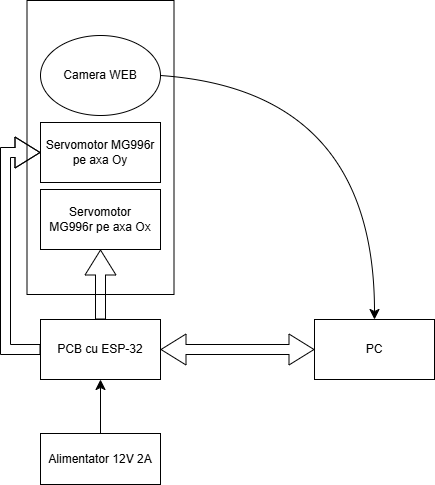 Camera WEB
Servomotor MG996r
pe axa Oy
Servomotor
MG996r pe axa Ox
PCB cu ESP-32
PC
Alimentator 12V 2A